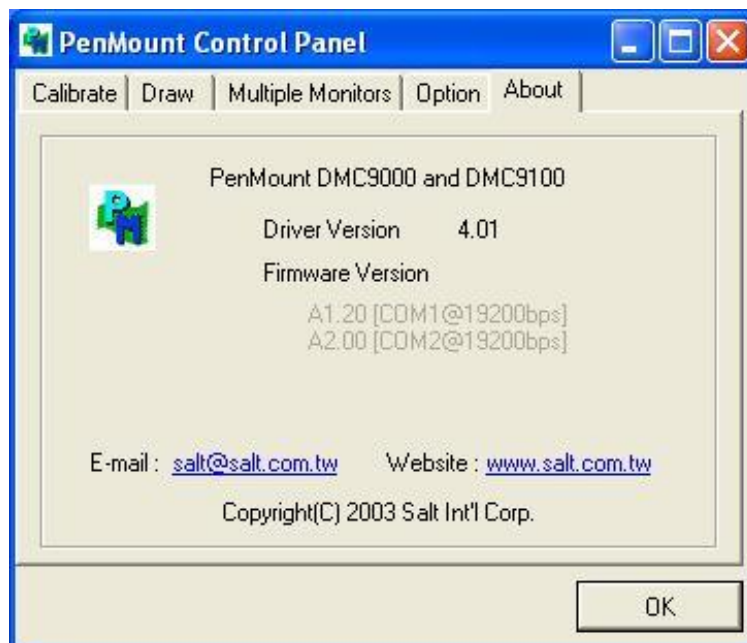 PenMount Control Panel
Calibrate Draw Multiple Monitors Option About
PenMount DMC9000 and DMC9100
Driver Version 4.01
Firmware Version
A1.20 [COM1@19200bps]
A2.00 [COM2@19200bps]
E-mail : salt@salt.com.tw Website : www.salt.com.tw
Copyright(C) 2003 Salt Int'l Corp.
OK